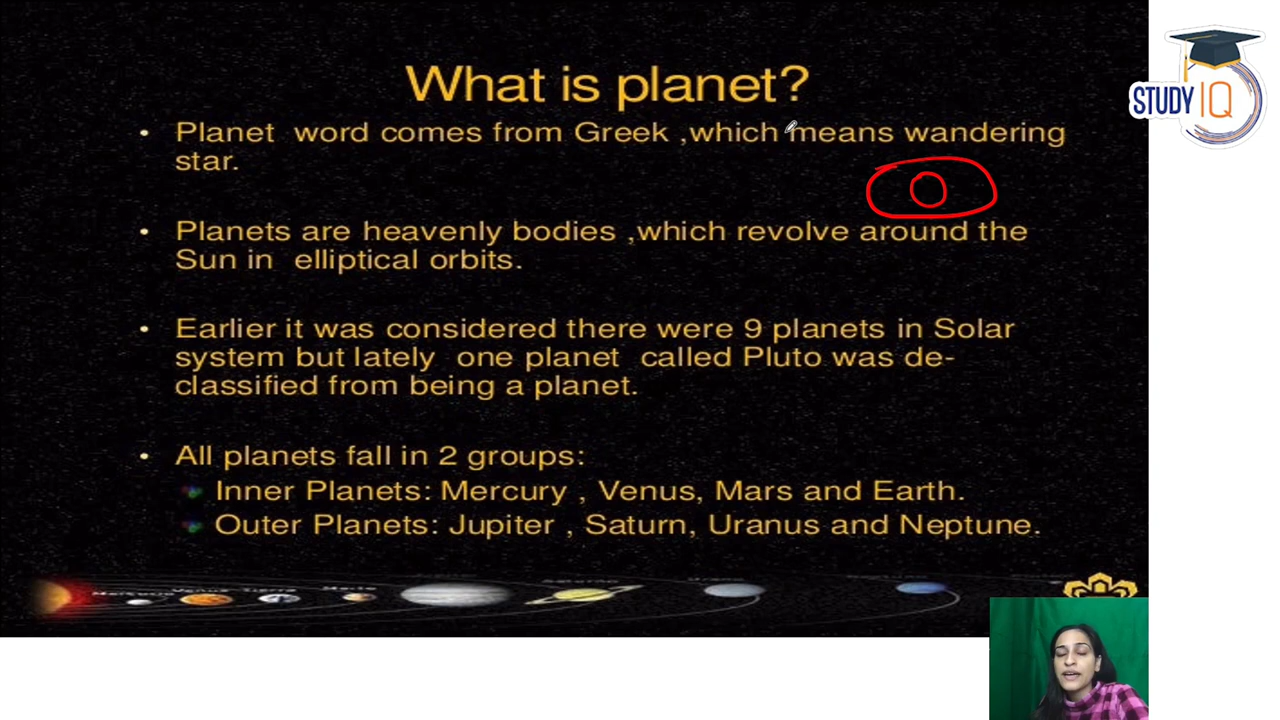 STUDY IQ
What is planet?
• Planet word comes from Greek ,which means wandering
star.
• Planets are heavenly bodies ,which revolve around the
Sun in elliptical orbits.
• Earlier it was considered there were 9 planets in Solar
system but lately one planet called Pluto was de-
classified from being a planet.
• All planets fall in 2 groups:
Inner Planets: Mercury , Venus, Mars and Earth.
Outer Planets: Jupiter , Saturn, Uranus and Neptune.